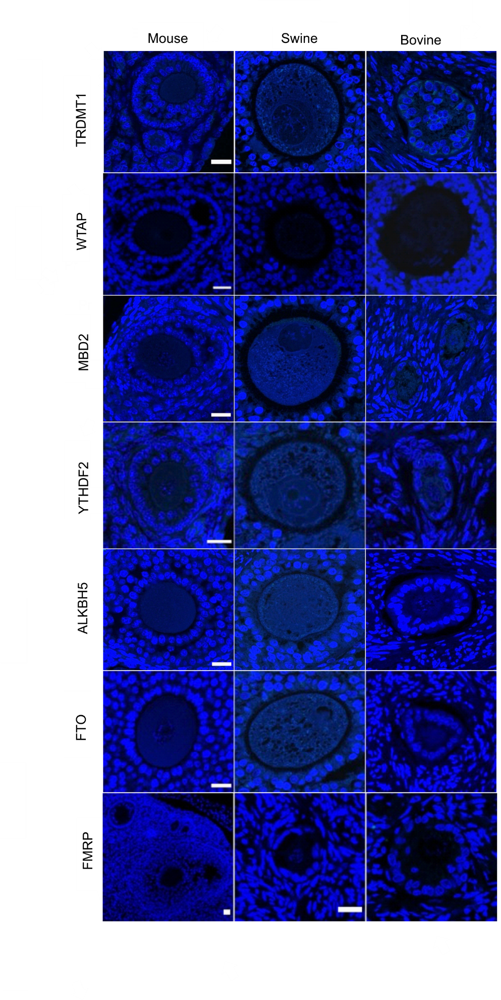 Mouse Swine Bovine
TRDMT1
WTAP
MBD2
YTHDF2
ALKBH5
FTO
FMRP